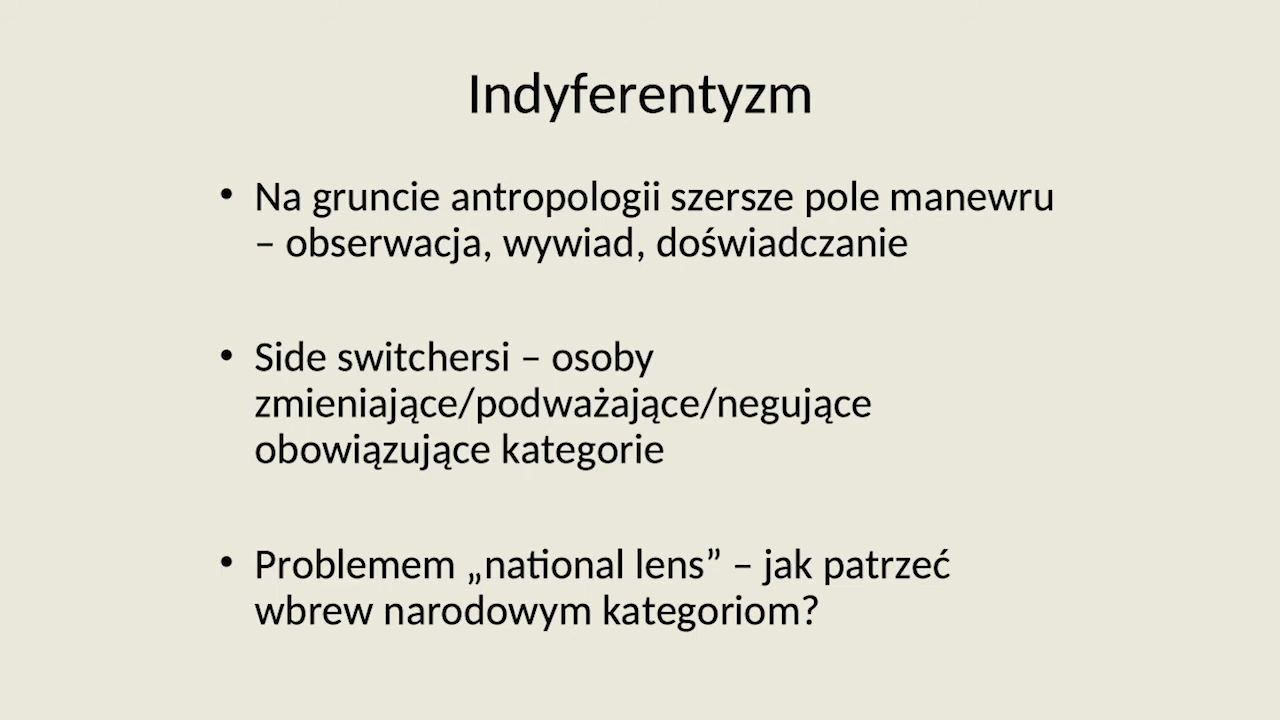 Indyferentyzm
• Na gruncie antropologii szersze pole manewru
– obserwacja, wywiad, doświadczanie
• Side switchersi – osoby
zmieniające/podważające/negujące
obowiązujące kategorie
• Problemem „national lens” – jak patrzeć
wbrew narodowym kategoriom?